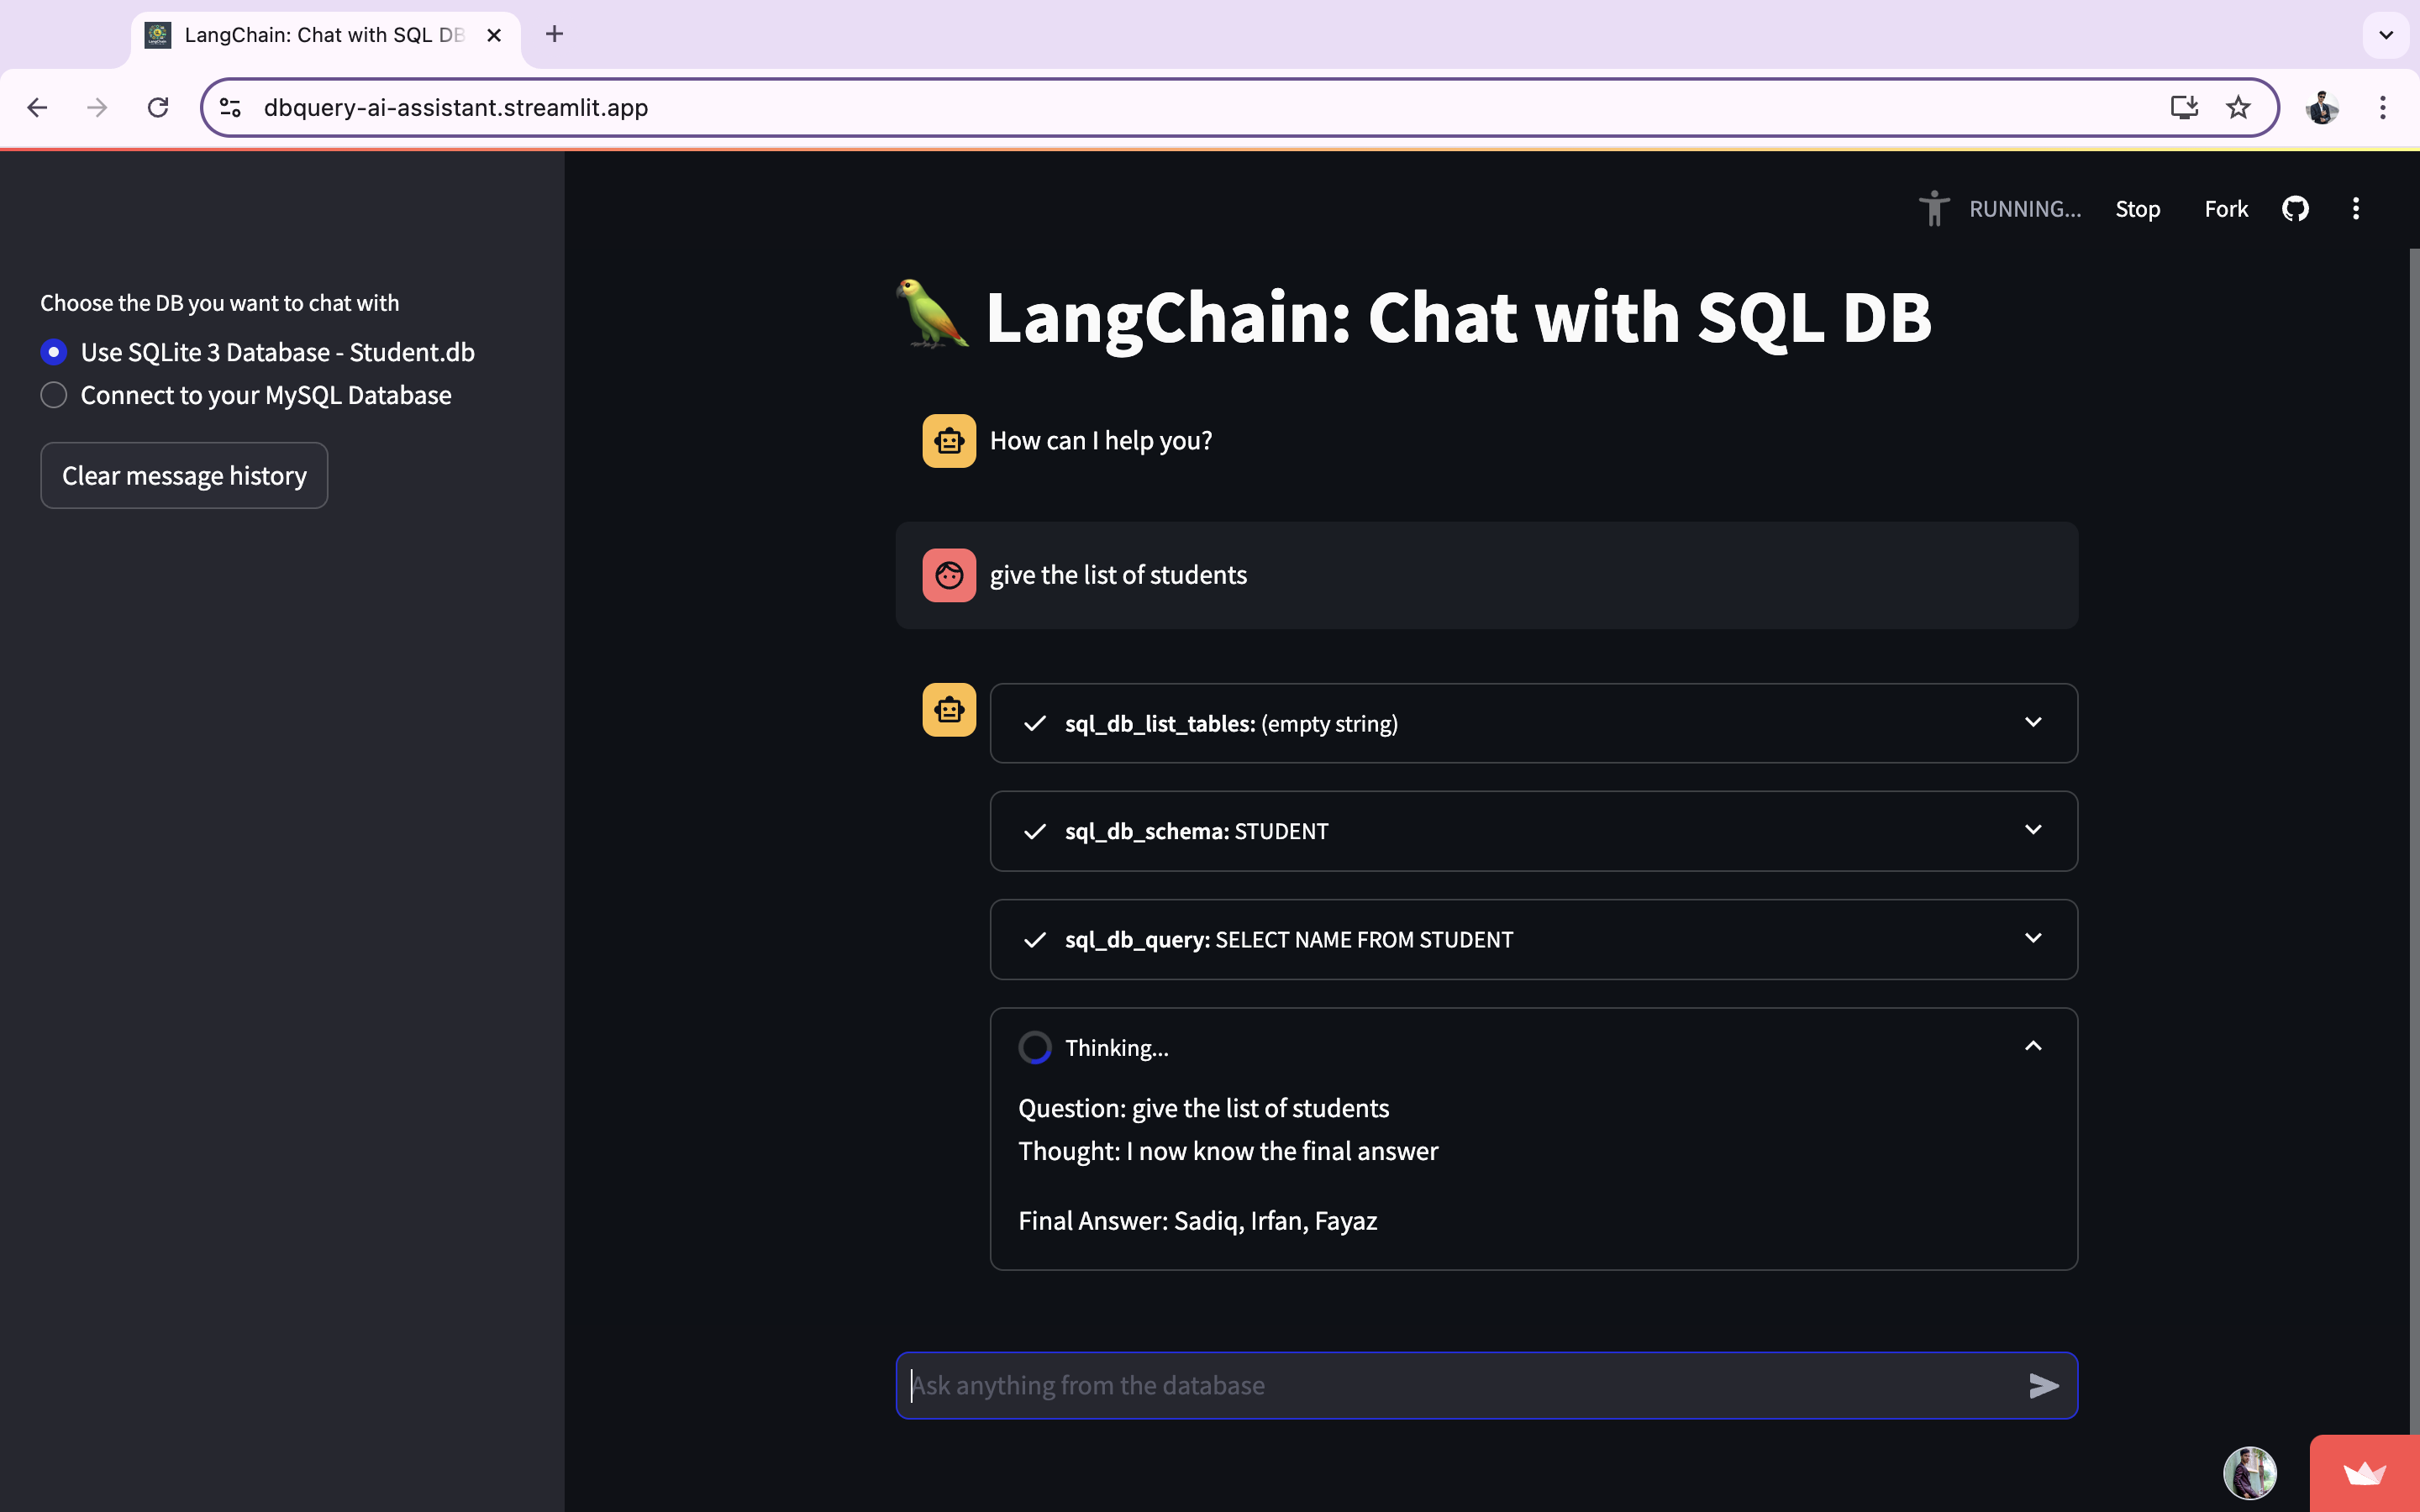 LangChain: Chat with SQL DB
dbquery-ai-assistant.streamlit.app
RUNNING...
Stop
Fork
Choose the DB you want to chat with
Use SQLite 3 Database - Student.db
Connect to your MySQL Database
Clear message history
LangChain: Chat with SQL DB
How can I help you?
give the list of students
sql_db_list_tables: (empty string)
sql_db_schema: STUDENT
sql_db_query: SELECT NAME FROM STUDENT
Thinking...
Question: give the list of students
Thought: I now know the final answer
Final Answer: Sadiq, Irfan, Fayaz
Ask anything from the database